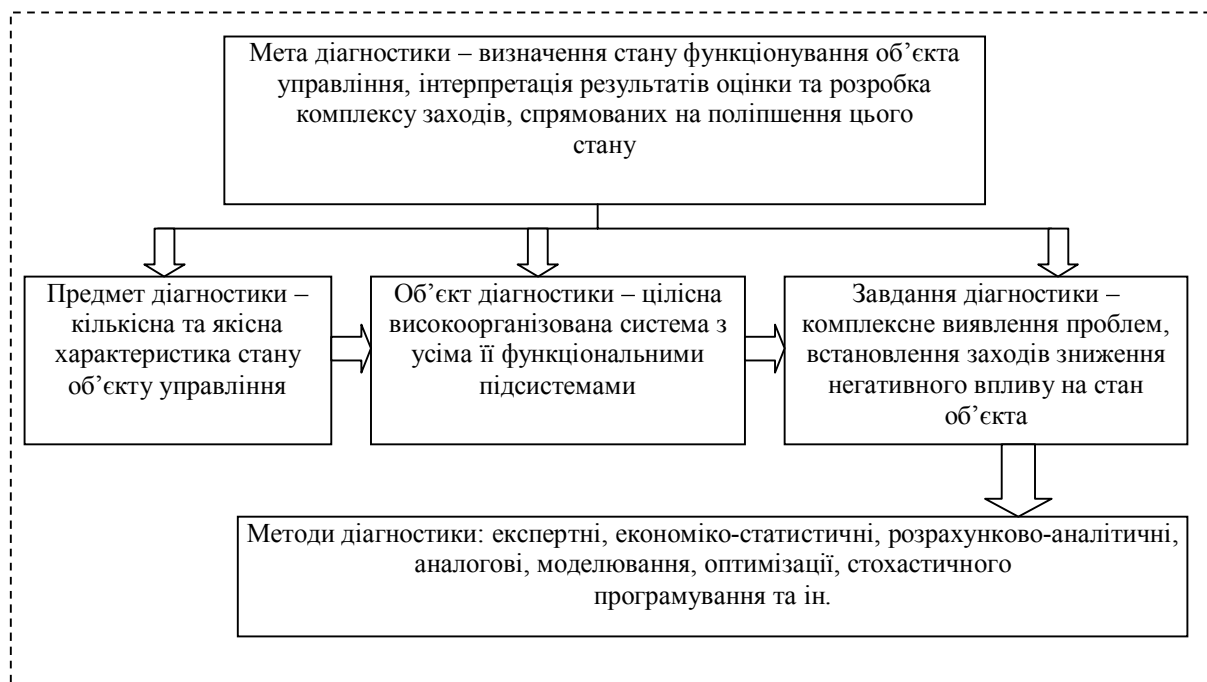 Мета діагностики – визначення стану функціонування об’єкта
управління, інтерпретація результатів оцінки та розробка
комплексу заходів, спрямованих на поліпшення цього
стану
Предмет діагностики –
кількісна та якісна
характеристика стану
об’єкту управління
Об’єкт діагностики – цілісна
високоорганізована система з
усіма її функціональними
підсистемами
Завдання діагностики –
комплексне виявлення проблем,
встановлення заходів зниження
негативного впливу на стан
об’єкта
Методи діагностики: експертні, економіко-статистичні, розрахунково-аналітичні,
аналогові, моделювання, оптимізації, стохастичного
програмування та ін.